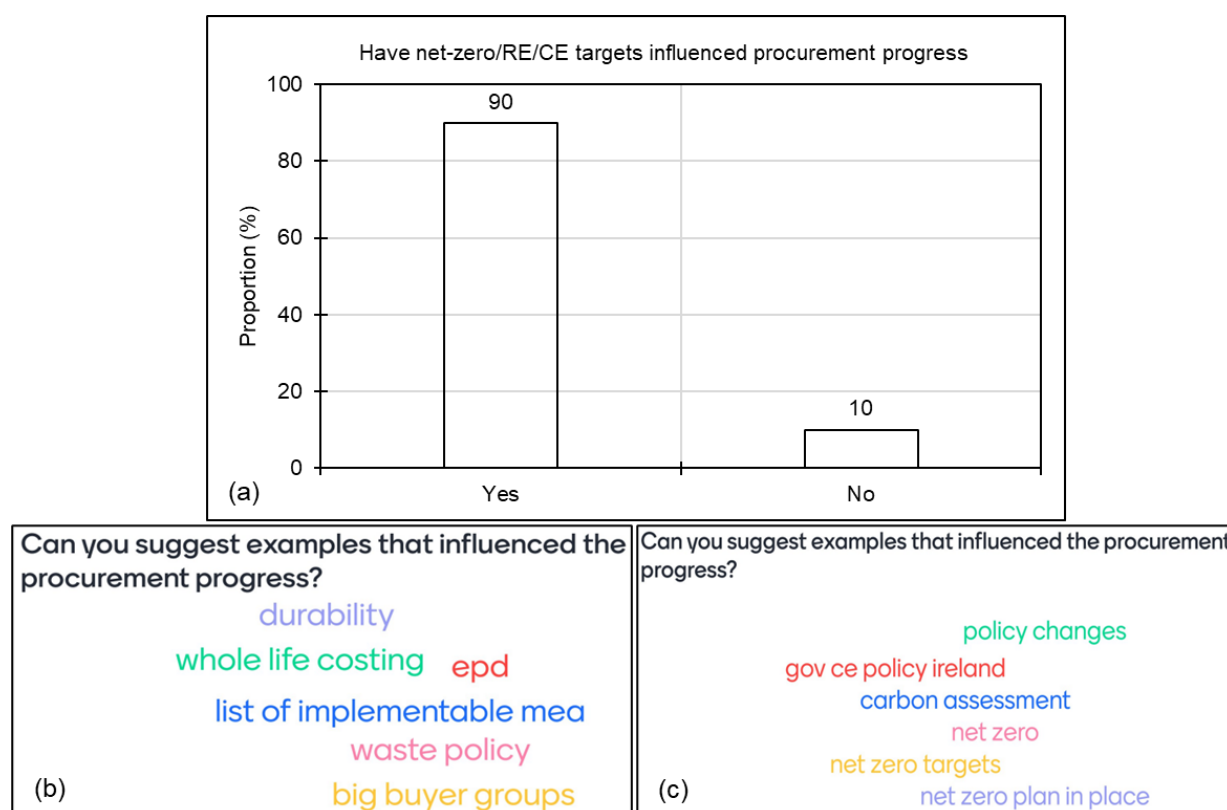 Have net-zero/RE/CE targets influenced procurement progress
100
90
80
60
Proportion (%)
40
20
10
0
Yes
No
(a)
Can you suggest examples that influenced the
procurement progress?
durability
whole life costing
epd
list of implementable mea
waste policy
big buyer groups
(b)
Can you suggest examples that influenced the procurement
progress?
policy changes
gov ce policy ireland
carbon assessment
net zero
net zero targets
net zero plan in place
(c)